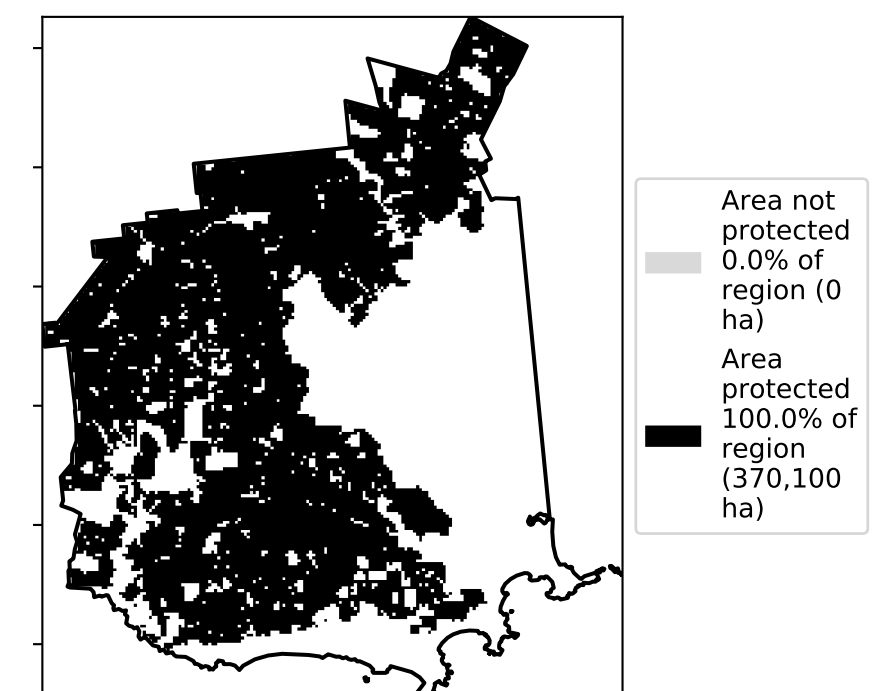 Area not
protected
0.0% of
region (0
ha)
Area
protected
100.0% of
region
(370,100
ha)